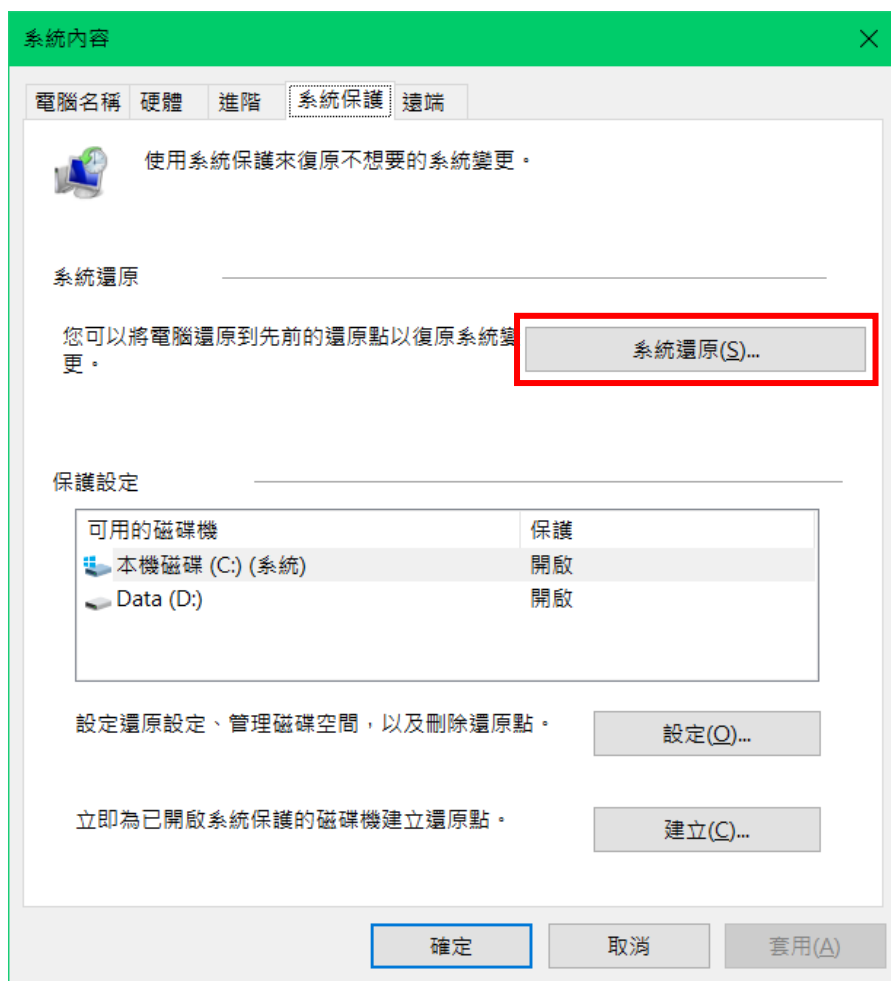 系統內容
電腦名稱 硬體 進階 系統保護 遠端
使用系統保護來復原不想要的系統變更。
系統還原
您可以將電腦還原到先前的還原點以復原系統變
更。
系統還原(S)...
保護設定
可用的磁碟機 保護
本機磁碟 (C:) (系統) 開啟
Data (D:) 開啟
設定還原設定、管理磁碟空間，以及刪除還原點。
設定(O)...
立即為已開啟系統保護的磁碟機建立還原點。
建立(C)...
確定 取消 套用(A)